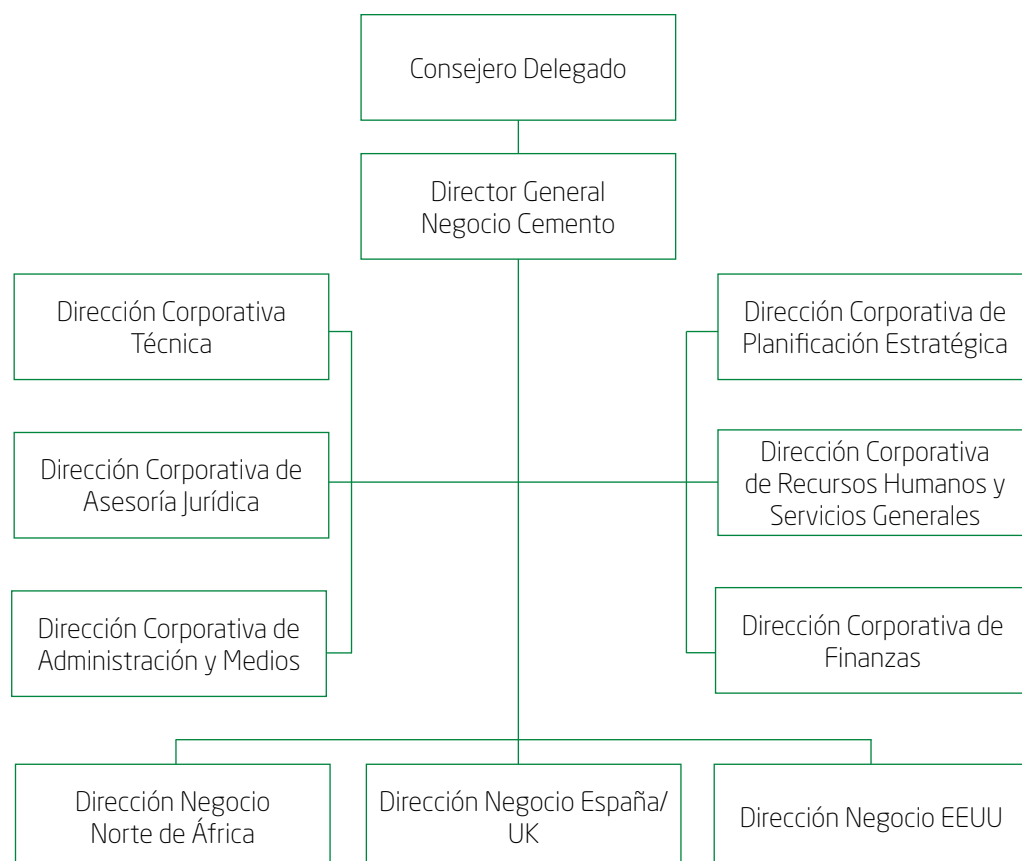 Consejero Delegado
Director General
Negocio Cemento
Dirección Corporativa
Técnica
Dirección Corporativa de
Planificación Estratégica
Dirección Corporativa de
Asesoría Jurídica
Dirección Corporativa
de Recursos Humanos y
Servicios Generales
Dirección Corporativa de
Administración y Medios
Dirección Corporativa de
Finanzas
Dirección Negocio
Norte de África
Dirección Negocio España/
UK
Dirección Negocio EEUU